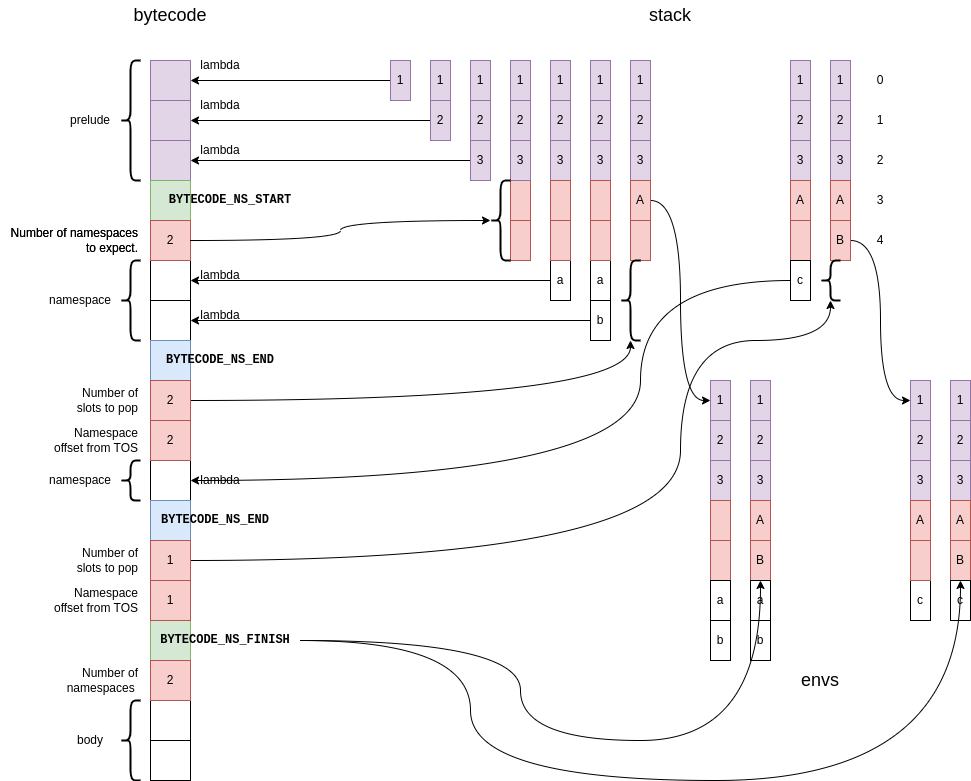 bytecode
stack
lambda
1 1 1 1 1 1 1 1 1 0
lambda
prelude
2 2 2 2 2 2 2 2 1
lambda
3 3 3 3 3 3 3 2
BYTECODE_NS_START
A A A 3
Number of namespaces
to expect.
2
B 4
lambda
namespace
a a c
lambda
b
BYTECODE_NS_END
Number of
slots to pop
2
1 1 1 1
Namespace
offset from TOS
2
2 2 2 2
namespace
lambda
3 3 3 3
BYTECODE_NS_END
A A A
Number of
slots to pop
1
B B
Namespace
offset from TOS
1
a a c c
BYTECODE_NS_FINISH
b b
Number of
namespaces
2
envs
body